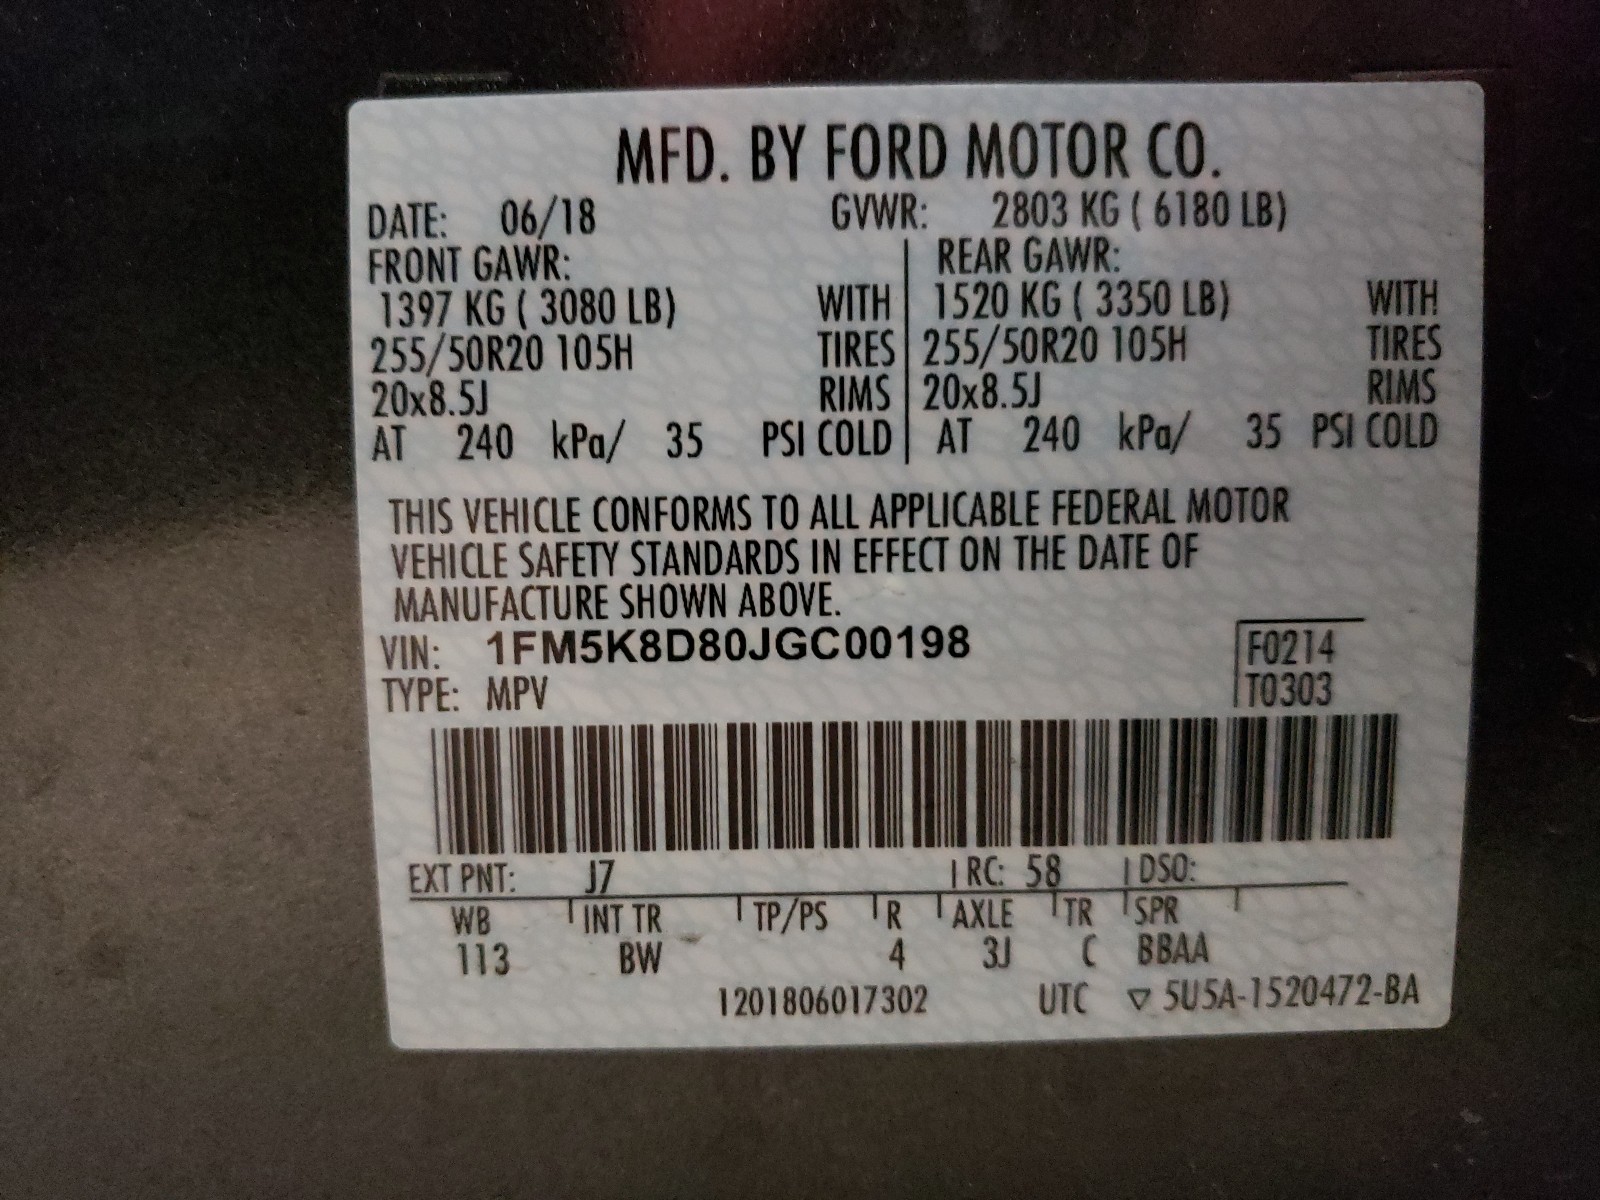 MFD. BY FORD MOTOR CO.
DATE: 06/18 GVWR: 2803 KG ( 6180 LB)
FRONT GAWR: REAR GAWR:
1397 KG ( 3080 LB) WITH 1520 KG ( 3350 LB) WITH
255/50R20 105H TIRES 255/50R20 105H TIRES
20x8.5J RIMS 20x8.5J RIMS
AT 240 kPa/ 35 PSI COLD AT 240 kPa/ 35 PSI COLD
THIS VEHICLE CONFORMS TO ALL APPLICABLE FEDERAL MOTOR
VEHICLE SAFETY STANDARDS IN EFFECT ON THE DATE OF
MANUFACTURE SHOWN ABOVE.
VIN: 1FM5K8D80JGC00198 F0214
TYPE: MPV T0303
EXT PNT: J7 RC: 58 DSO:
WB INT TR TP/PS R AXLE TR SPR
113 BW 4 3J C BBAA
1201806017302 UTC ▽ 5U5A-1520472-BA